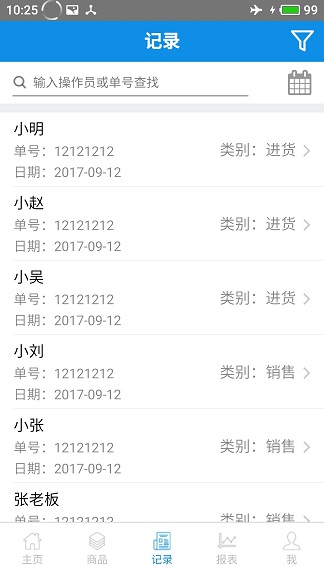 10:25 99
记录
输入操作员或单号查找
小明
单号：12121212 类别：进货
日期：2017-09-12
小赵
单号：12121212 类别：进货
日期：2017-09-12
小吴
单号：12121212 类别：进货
日期：2017-09-12
小刘
单号：12121212 类别：销售
日期：2017-09-12
小张
单号：12121212 类别：销售
日期：2017-09-12
张老板
单号：12121212 类别：销售
主页 商品 记录 报表 我